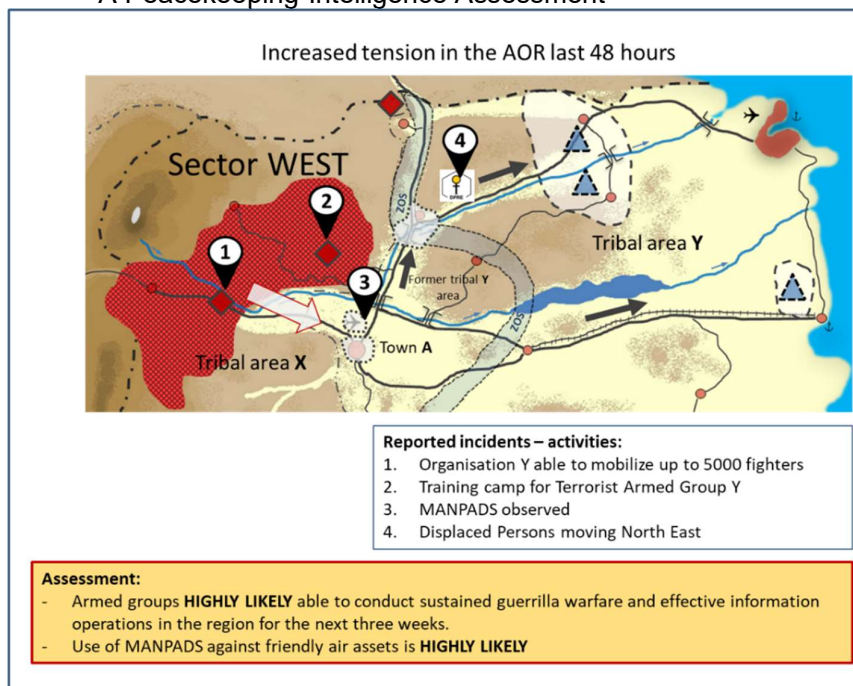 A Peacekeeping-Intelligence Assessment
Increased tension in the AOR last 48 hours
Sector WEST
4
DPRE
ZOS
2
1
Tribal area Y
Former tribal Y
area
3
ZOS
Town A
Tribal area X
Reported incidents – activities:
1. Organisation Y able to mobilize up to 5000 fighters
2. Training camp for Terrorist Armed Group Y
3. MANPADS observed
4. Displaced Persons moving North East
Assessment:
- Armed groups HIGHLY LIKELY able to conduct sustained guerrilla warfare and effective information
operations in the region for the next three weeks.
- Use of MANPADS against friendly air assets is HIGHLY LIKELY